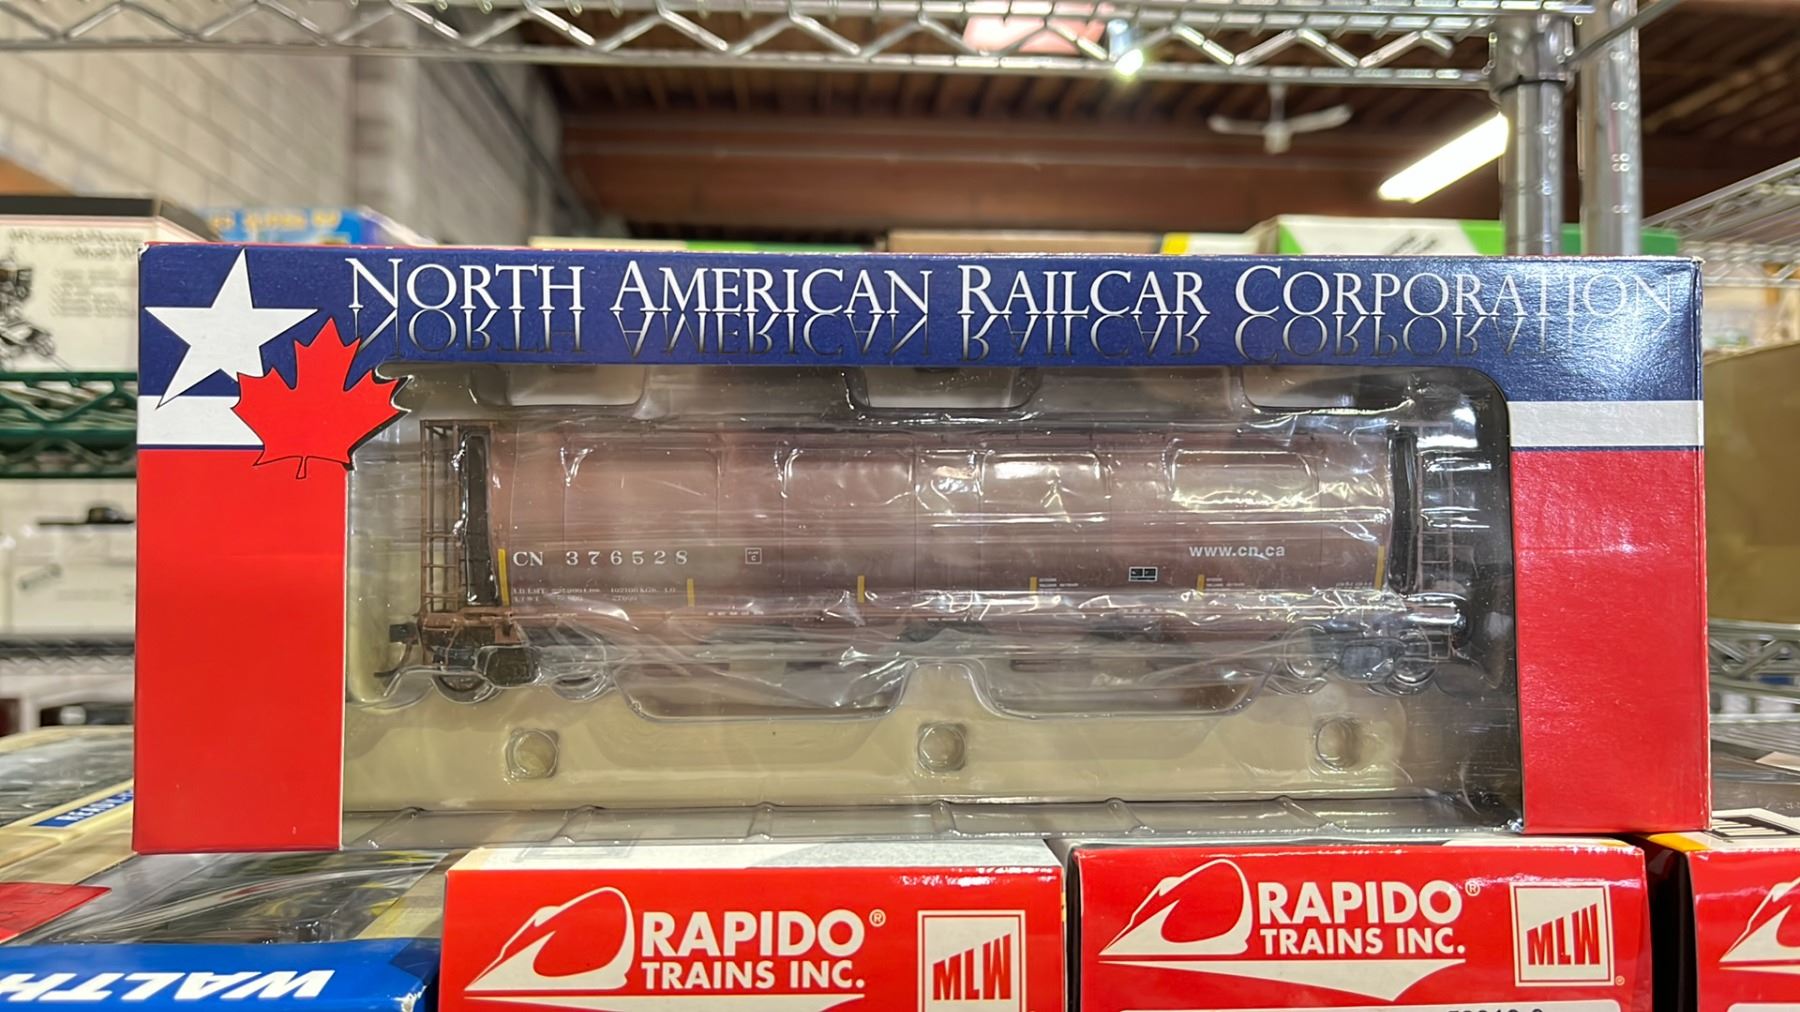 NORTH AMERICAN RAILCAR CORPORATION
CN 376528
www.cn.ca
RAPIDO®
TRAINS INC.
MLW
RAPIDO®
TRAINS INC.
MLW®
WALTH